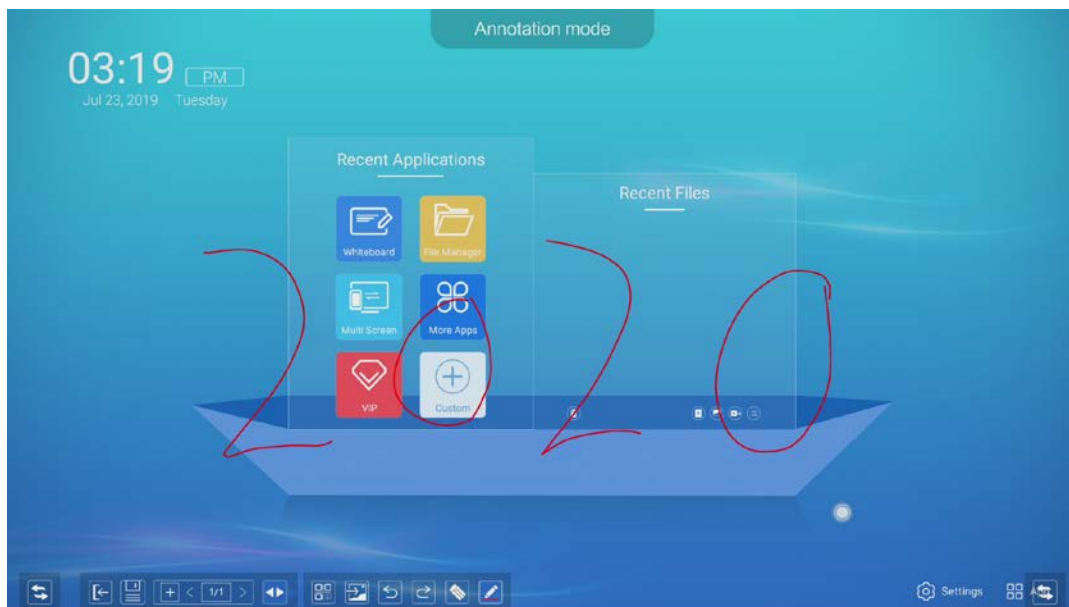 Annotation mode
03:19 PM
Jul 23, 2019 Tuesday
Recent Applications
Recent Files
Whiteboard
File Manager
Multi Screen
More Apps
VIP
Custom
2020
1/1
Settings